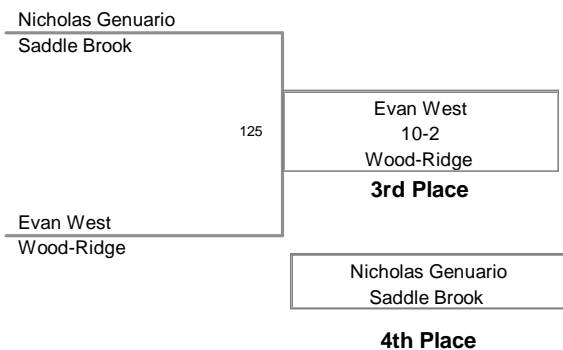 Nicholas Genuario
Saddle Brook
125
Evan West
10-2
Wood-Ridge
3rd Place
Evan West
Wood-Ridge
Nicholas Genuario
Saddle Brook
4th Place